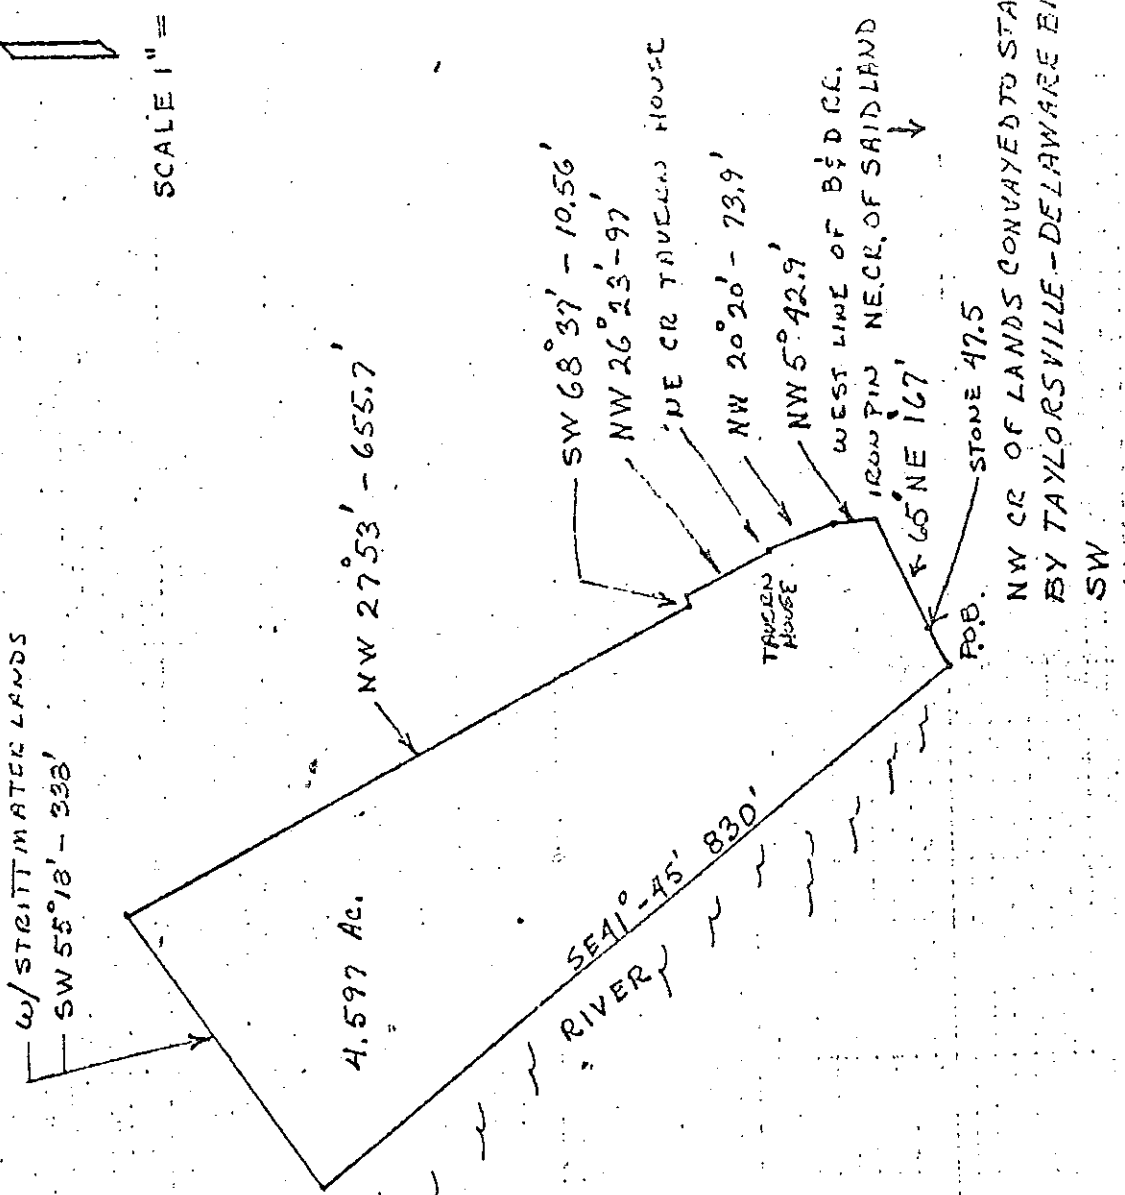 SCALE 1" =
W/ STRITTMATER LANDS
SW 55° 18' - 333'
NW 27° 53' - 655.7'
SW 68° 37' - 10.56'
NW 26° 23' - 97'
NE CR TAVERN HOUSE
NW 20° 20' - 73.9'
NW 5° 42.9'
WEST LINE OF B & D RR.
IRON PIN NE. CR. OF SAID LAND
65° NE 167'
STONE 47.5
TAVERN
HOUSE
P.O.B.
4.597 AC.
SE 41° - 45' 830'
RIVER
NW CR OF LANDS CONVAYED TO STA
BY TAYLORSVILLE - DELAWARE
SW